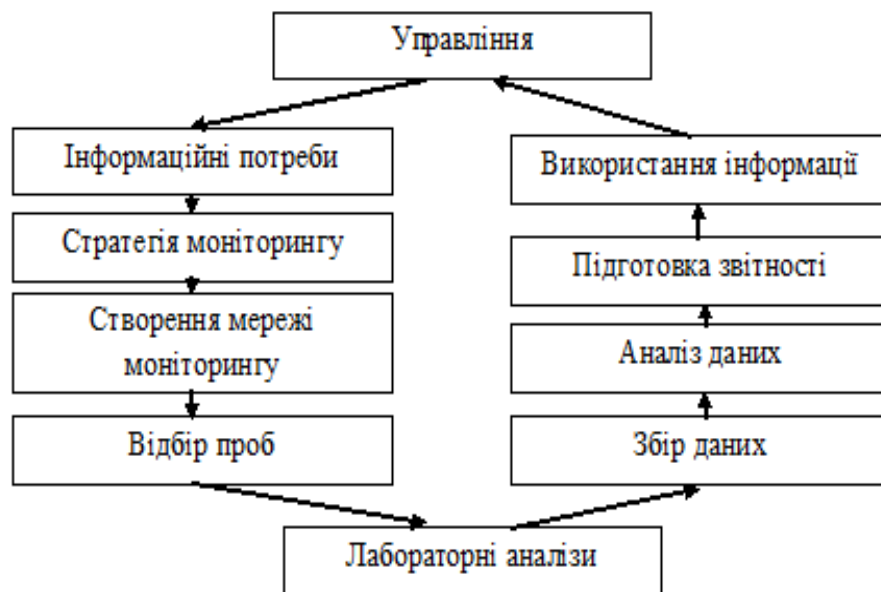 Управління
Інформаційні потреби
Стратегія моніторингу
Створення мережі
моніторингу
Відбір проб
Лабораторні аналізи
Збір даних
Аналіз даних
Підготовка звітності
Використання інформації